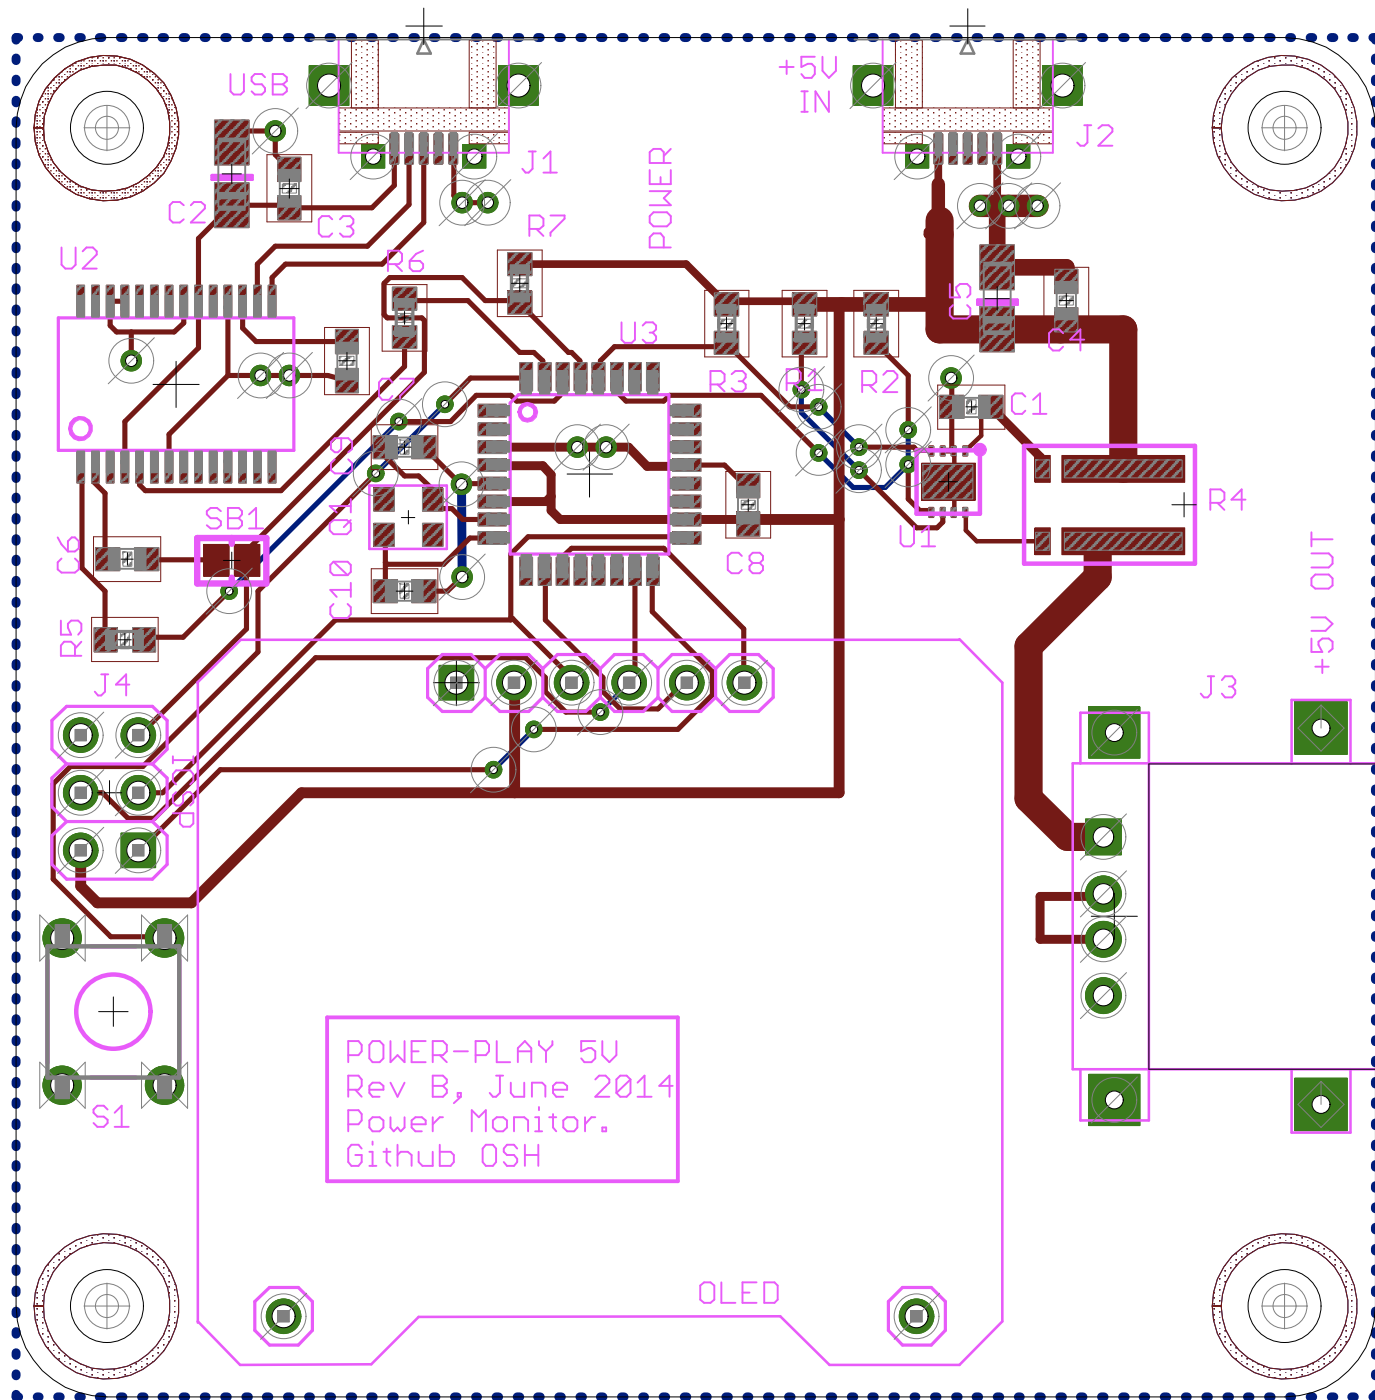 USB
+5V
IN
J1
J2
POWER
C2
C3
R7
U2
R6
C5
C4
U3
C7
R3
R1
R2
C1
C9
R4
Q1
SB1
U1
C6
C10
C8
+5V OUT
R5
J4
J3
ICSP
POWER-PLAY 5V
Rev B, June 2014
Power Monitor.
Github OSH
S1
OLED